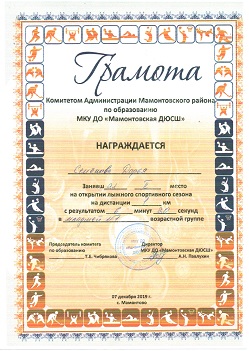 Грамота
Комитетом Администрации Мамонтовского района
по образованию
МКУ ДО «Мамонтовская ДЮСШ»
НАГРАЖДАЕТСЯ
Занявш место
на открытии лыжного спортивного сезона
на дистанции км
с результатом минут секунд
в возрастной группе
Председатель комитета Директор
по образованию МКУ ДО «Мамонтовская ДЮСШ»
Т.Е. Чибрякова А.Н. Павлухин
07 декабря 2019 г.
с. Мамонтово